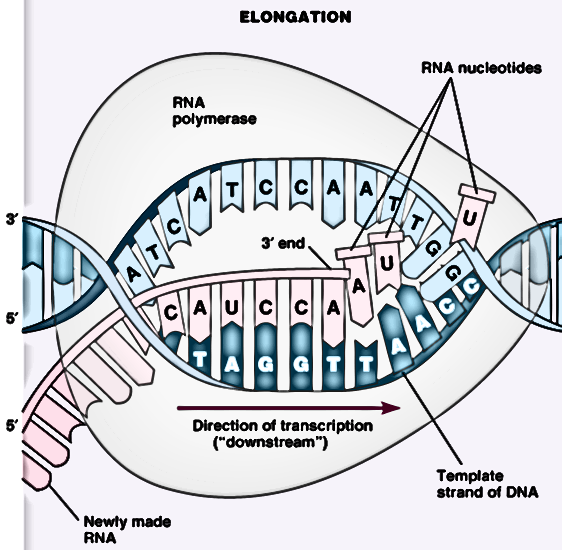 ELONGATION
RNA nucleotides
RNA
polymerase
A T C A T C C A A T T G G
U
3′
3′ end
A U
C A U C C A
5′
T A G G T T A A C C
Direction of transcription
(“downstream”)
5′
Template
strand of DNA
Newly made
RNA